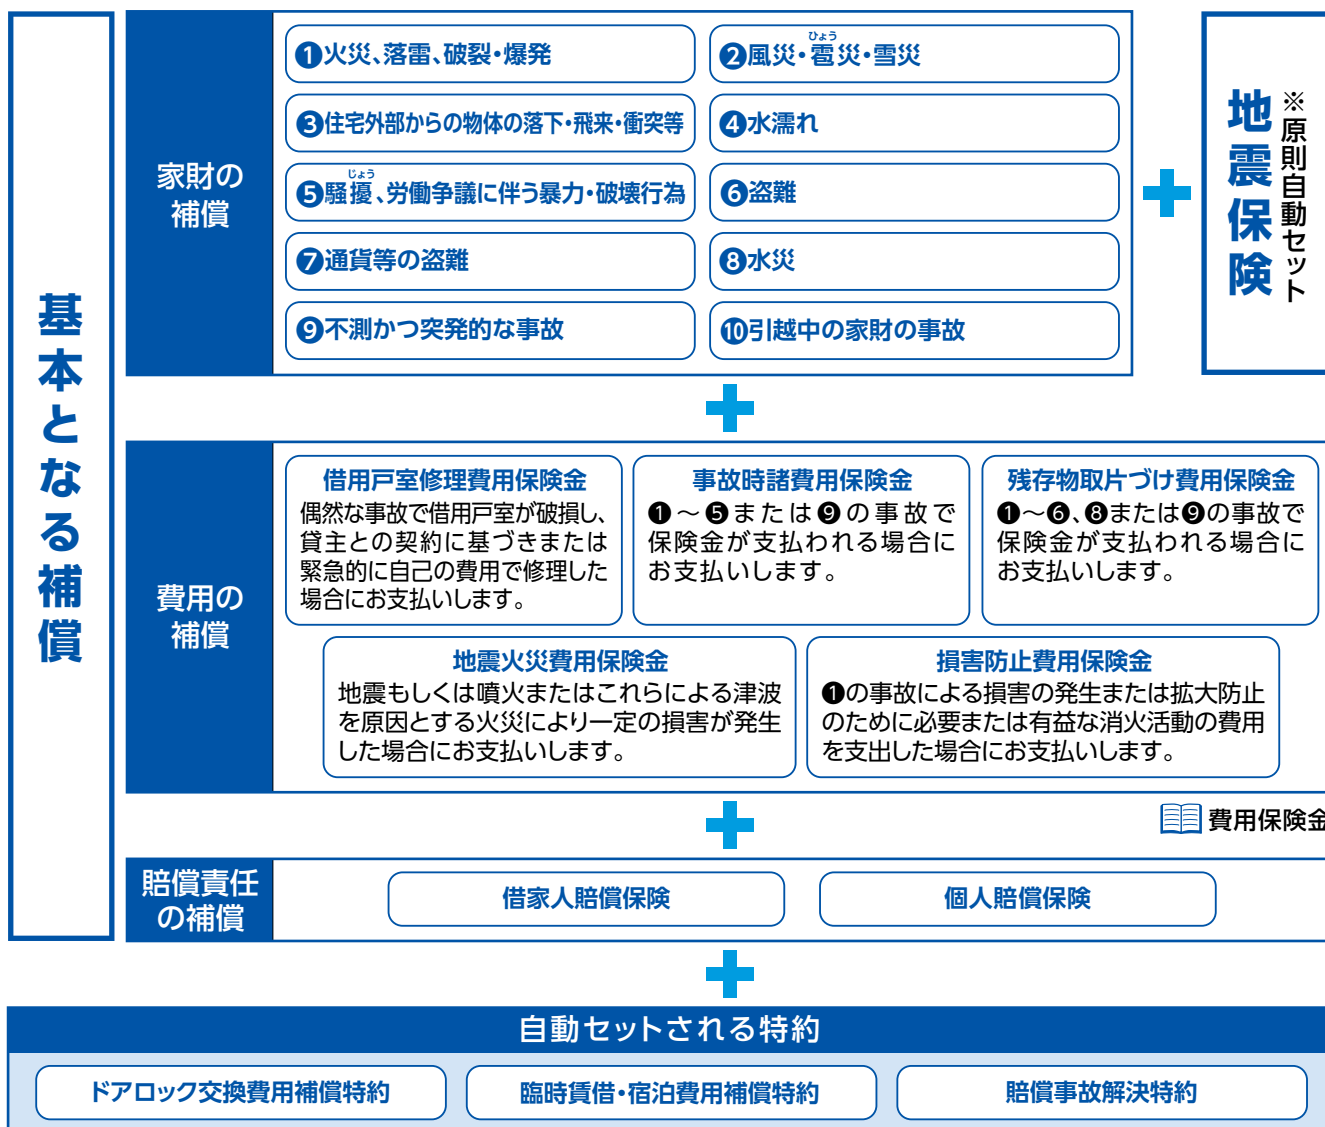 基本となる補償
家財の
補償
❶火災、落雷、破裂・爆発
ひょう
❷風災・雹災・雪災
❸住宅外部からの物体の落下・飛来・衝突等
❹水濡れ
じょう
❺騒擾、労働争議に伴う暴力・破壊行為
❻盗難
❼通貨等の盗難
❽水災
❾不測かつ突発的な事故
❿引越中の家財の事故
地震保険
※原則自動セット
費用の
補償
借用戸室修理費用保険金
偶然な事故で借用戸室が破損し、
貸主との契約に基づきまたは
緊急的に自己の費用で修理した
場合にお支払いします。
事故時諸費用保険金
❶～❺または❾の事故で
保険金が支払われる場合に
お支払いします。
残存物取片づけ費用保険金
❶～❻、❽または❾の事故で
保険金が支払われる場合に
お支払いします。
地震火災費用保険金
地震もしくは噴火またはこれらによる津波
を原因とする火災により一定の損害が発生
した場合にお支払いします。
損害防止費用保険金
❶の事故による損害の発生または拡大防止
のために必要または有益な消火活動の費用
を支出した場合にお支払いします。
費用保険金
賠償責任
の補償
借家人賠償保険
個人賠償保険
自動セットされる特約
ドアロック交換費用補償特約
臨時賃借・宿泊費用補償特約
賠償事故解決特約